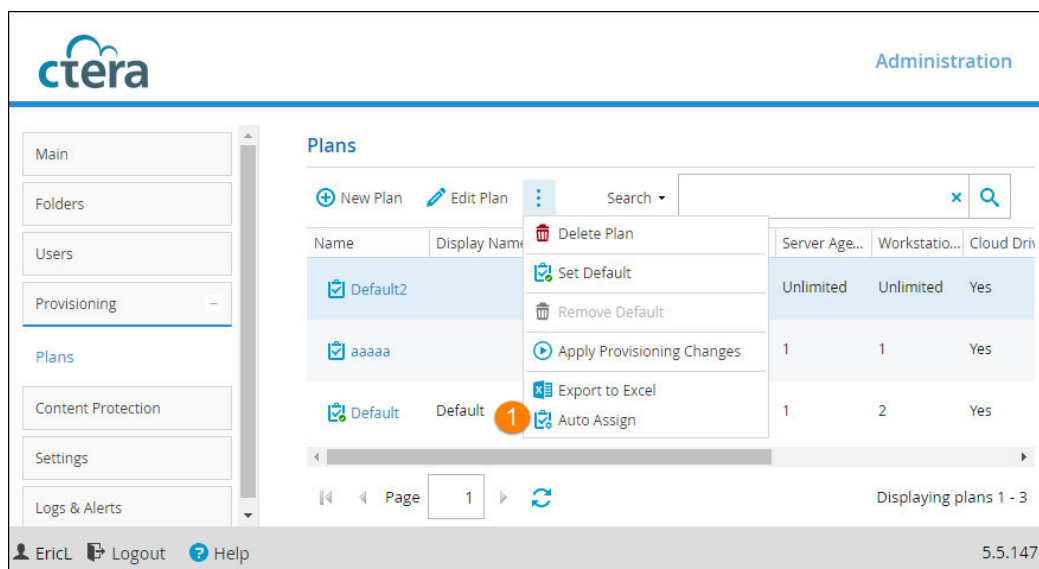 ctera
Administration
Main
Folders
Users
Provisioning
Plans
Content Protection
Settings
Logs & Alerts
Plans
New Plan Edit Plan Search
Name Display Name Server Age... Workstatio... Cloud Driv
Default2 Unlimited Unlimited Yes
aaaaa 1 1 Yes
Default Default 1 2 Yes
Delete Plan
Set Default
Remove Default
Apply Provisioning Changes
Export to Excel
1 Auto Assign
Page 1 Displaying plans 1 - 3
EricL Logout Help 5.5.147